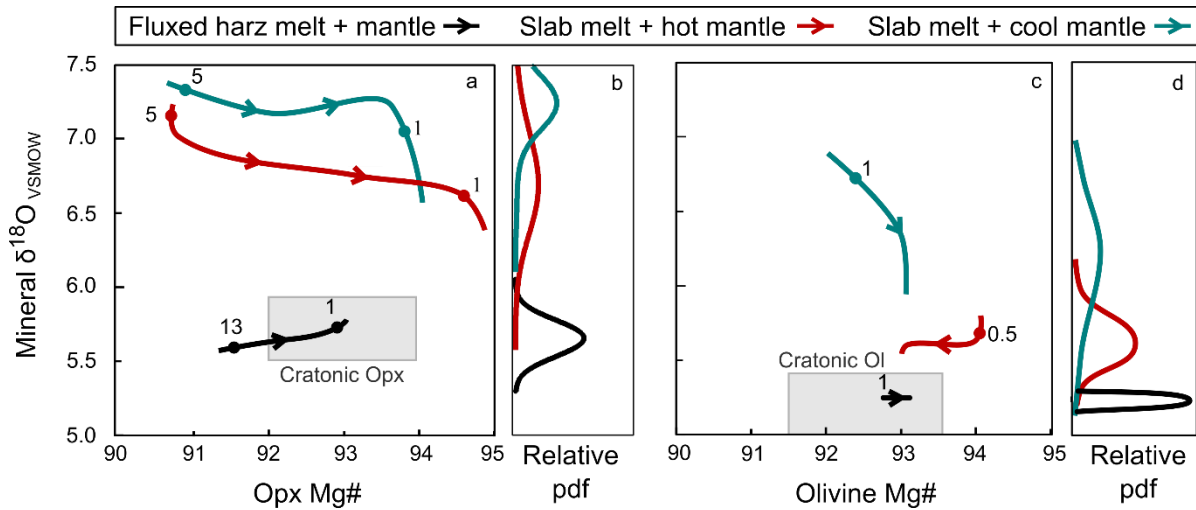 Fluxed harz melt + mantle Slab melt + hot mantle Slab melt + cool mantle
Mineral δ¹⁸O VSMOW
7.5
7.0
6.5
6.0
5.5
5.0
a
5
5
1
1
1
13
Cratonic Opx
90 91 92 93 94 95
Opx Mg#
b
Relative
pdf
c
1
0.5
Cratonic Ol
1
90 91 92 93 94 95
Olivine Mg#
d
Relative
pdf